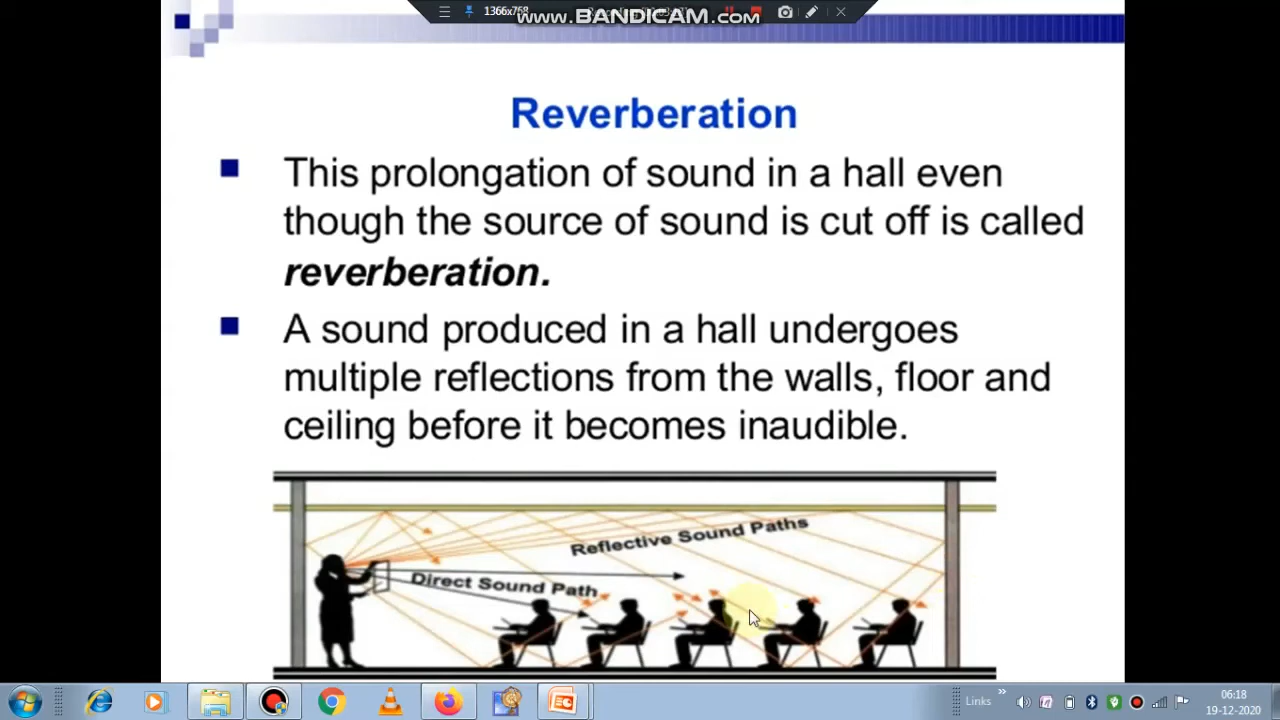 1366x768
www.BANDICAM.com
Reverberation
This prolongation of sound in a hall even
though the source of sound is cut off is called
reverberation.
A sound produced in a hall undergoes
multiple reflections from the walls, floor and
ceiling before it becomes inaudible.
Reflective Sound Paths
Direct Sound Path
Links
06:18
19-12-2020